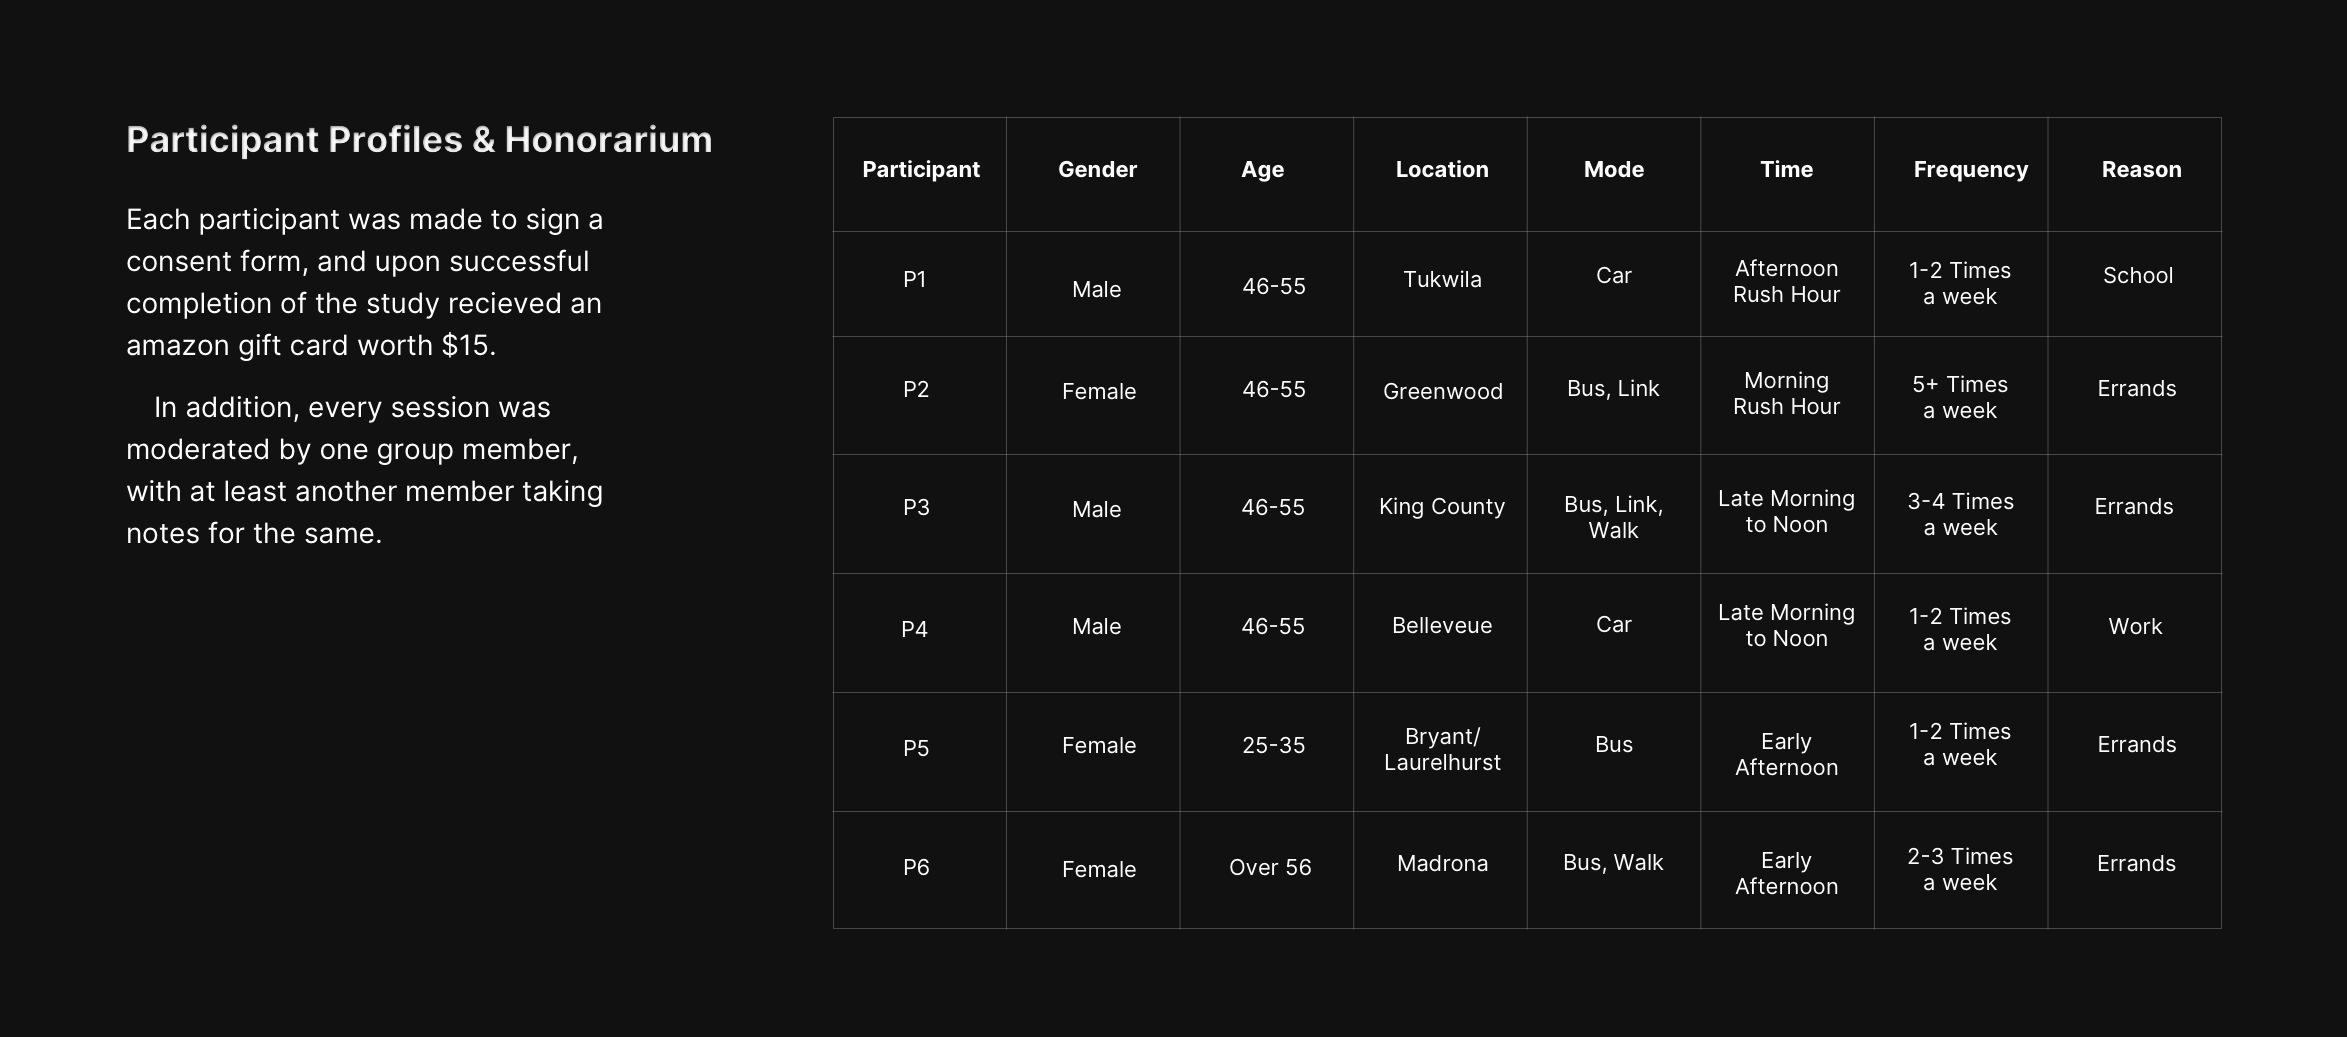 Participant Profiles & Honorarium
Each participant was made to sign a
consent form, and upon successful
completion of the study recieved an
amazon gift card worth $15.
In addition, every session was
moderated by one group member,
with at least another member taking
notes for the same.
Participant Gender Age Location Mode Time Frequency Reason
P1 Male 46-55 Tukwila Car Afternoon Rush Hour 1-2 Times a week School
P2 Female 46-55 Greenwood Bus, Link Morning Rush Hour 5+ Times a week Errands
P3 Male 46-55 King County Bus, Link, Walk Late Morning to Noon 3-4 Times a week Errands
P4 Male 46-55 Belleveue Car Late Morning to Noon 1-2 Times a week Work
P5 Female 25-35 Bryant/ Laurelhurst Bus Early Afternoon 1-2 Times a week Errands
P6 Female Over 56 Madrona Bus, Walk Early Afternoon 2-3 Times a week Errands